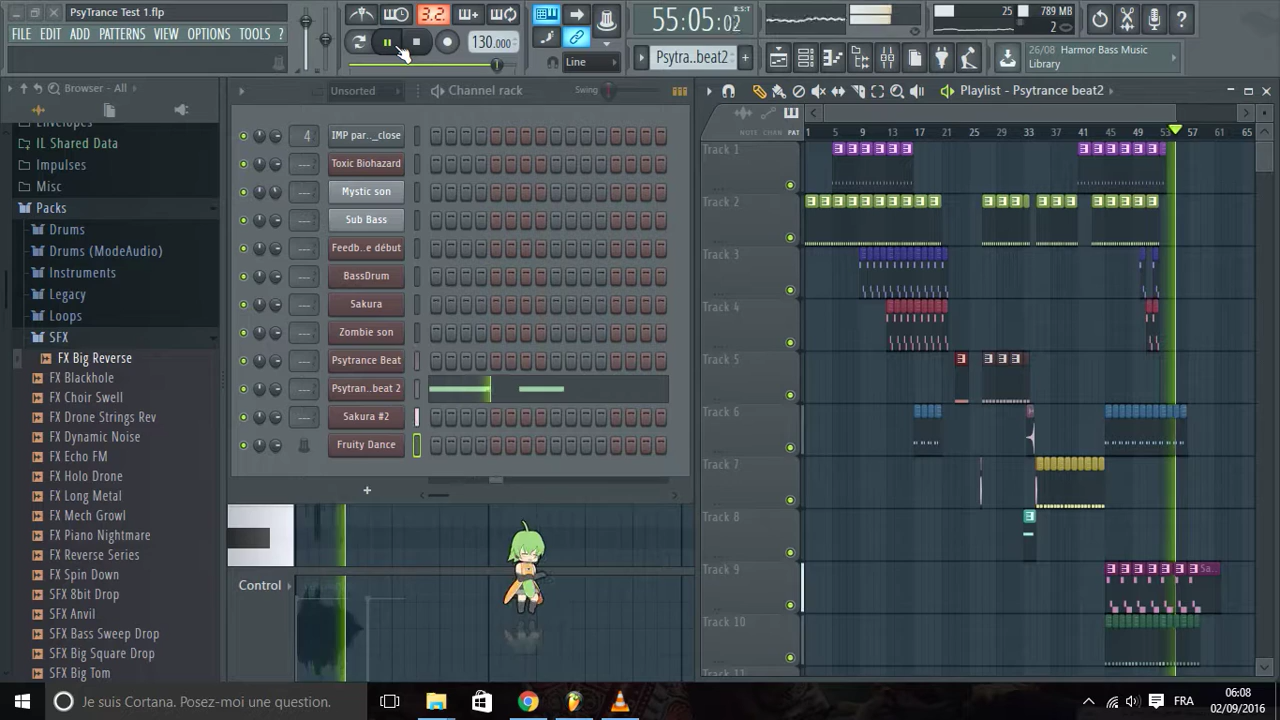 PsyTrance Test 1.flp
FILE EDIT ADD PATTERNS VIEW OPTIONS TOOLS ?
3.2.
130.000
55:05:02
Line
Psytra..beat2
25
789 MB
26/08 Harmor Bass Music
Library
Browser - All
Envelopes
IL Shared Data
Impulses
Misc
Packs
Drums
Drums (ModeAudio)
Instruments
Legacy
Loops
SFX
FX Big Reverse
FX Blackhole
FX Choir Swell
FX Drone Strings Rev
FX Dynamic Noise
FX Echo FM
FX Holo Drone
FX Long Metal
FX Mech Growl
FX Piano Nightmare
FX Reverse Series
FX Spin Down
SFX 8bit Drop
SFX Anvil
SFX Bass Sweep Drop
SFX Big Square Drop
SFX Big Tom
Unsorted
Channel rack
Swing
4 IMP par..._close
--- Toxic Biohazard
--- Mystic son
--- Sub Bass
--- Feedb..e début
--- BassDrum
--- Sakura
--- Zombie son
--- Psytrance Beat
--- Psytran..beat 2
--- Sakura #2
Fruity Dance
+
Control
Playlist - Psytrance beat2
NOTE CHAN PAT
1 5 9 13 17 21 25 29 33 37 41 45 49 53 57 61 65
Track 1
Track 2
Track 3
Track 4
Track 5
Track 6
Track 7
Track 8
Track 9
Sa..
Track 10
Track 11
Je suis Cortana. Posez-moi une question.
FRA
06:08
02/09/2016